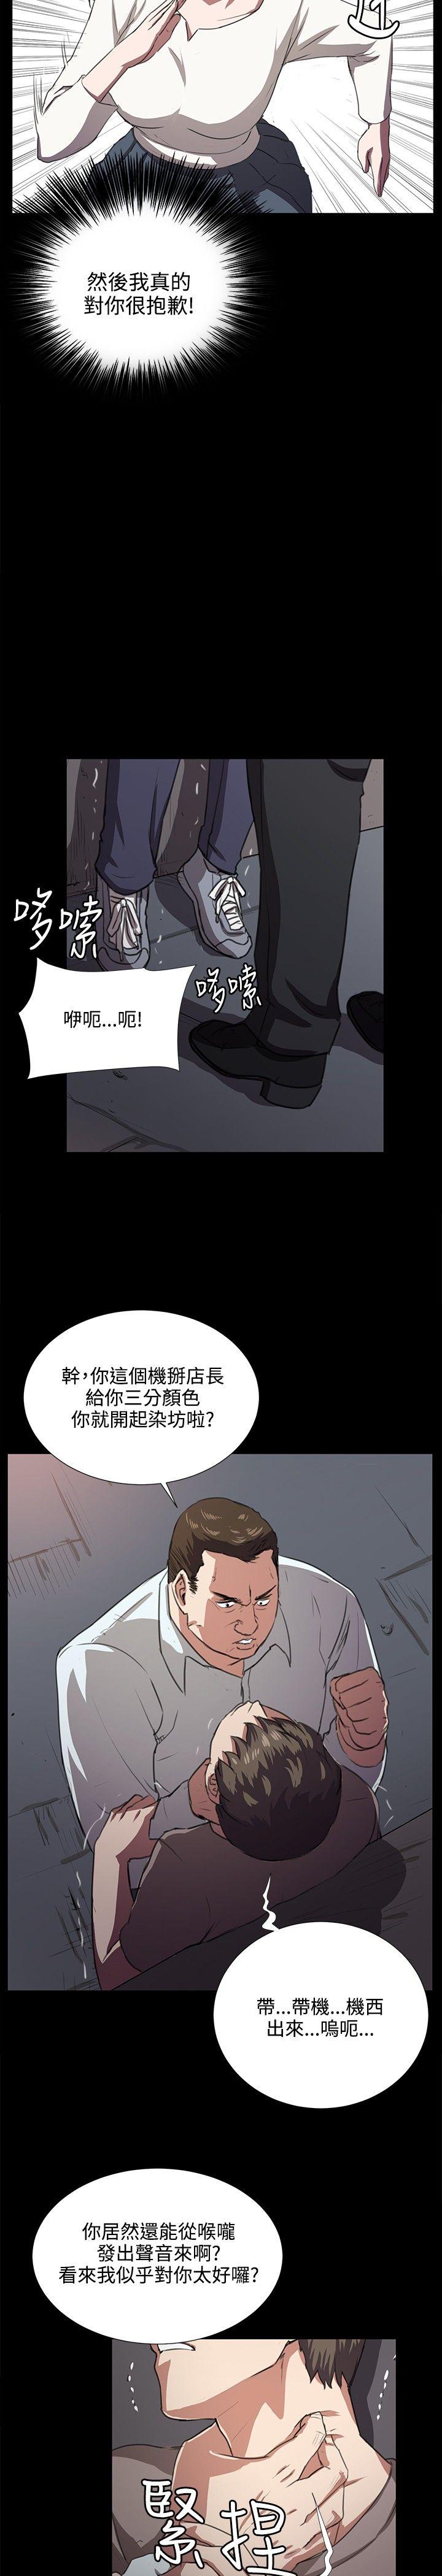 然後我真的
對你很抱歉!
哆嗦
咿呃...呃!
哆嗦
幹,你這個機掰店長
給你三分顏色
你就開起染坊啦?
帶...帶機...機西
出來...嗚呃...
你居然還能從喉嚨
發出聲音來啊?
看來我似乎對你太好囉?
緊捏